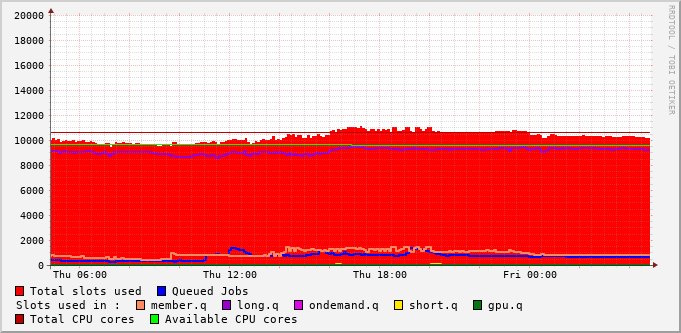 20000
18000
16000
14000
12000
10000
8000
6000
4000
2000
0
Thu 06:00 Thu 12:00 Thu 18:00 Fri 00:00
Total slots used Queued Jobs
Slots used in : member.q long.q ondemand.q short.q gpu.q
Total CPU cores Available CPU cores
RRDTOOL / TOBI OETIKER